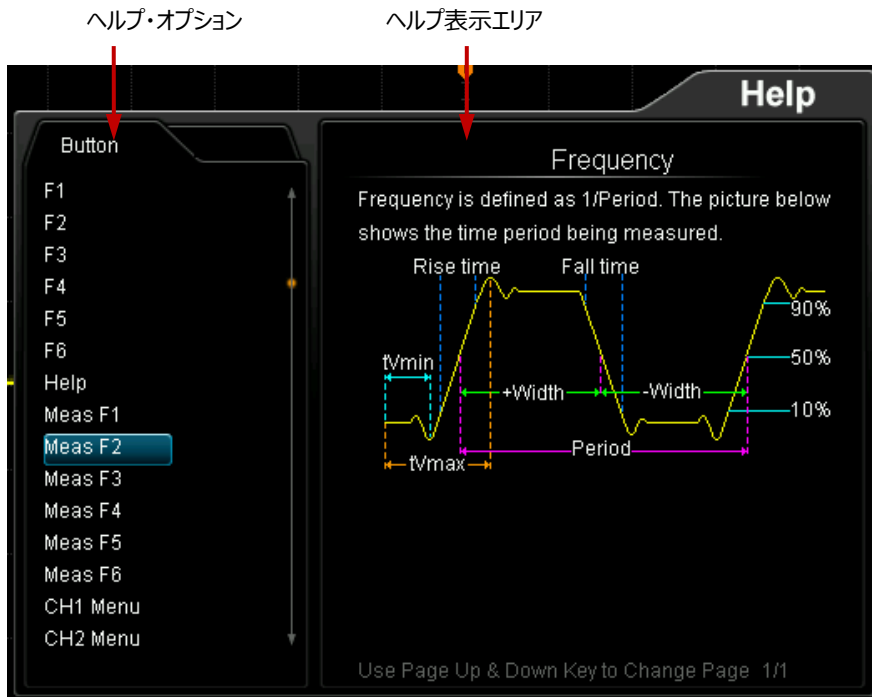 ヘルプ・オプション
ヘルプ表示エリア
Help
Button
F1
F2
F3
F4
F5
F6
Help
Meas F1
Meas F2
Meas F3
Meas F4
Meas F5
Meas F6
CH1 Menu
CH2 Menu
Frequency
Frequency is defined as 1/Period. The picture below
shows the time period being measured.
Rise time
Fall time
90%
tVmin
50%
+Width
-Width
10%
Period
tVmax
Use Page Up & Down Key to Change Page 1/1